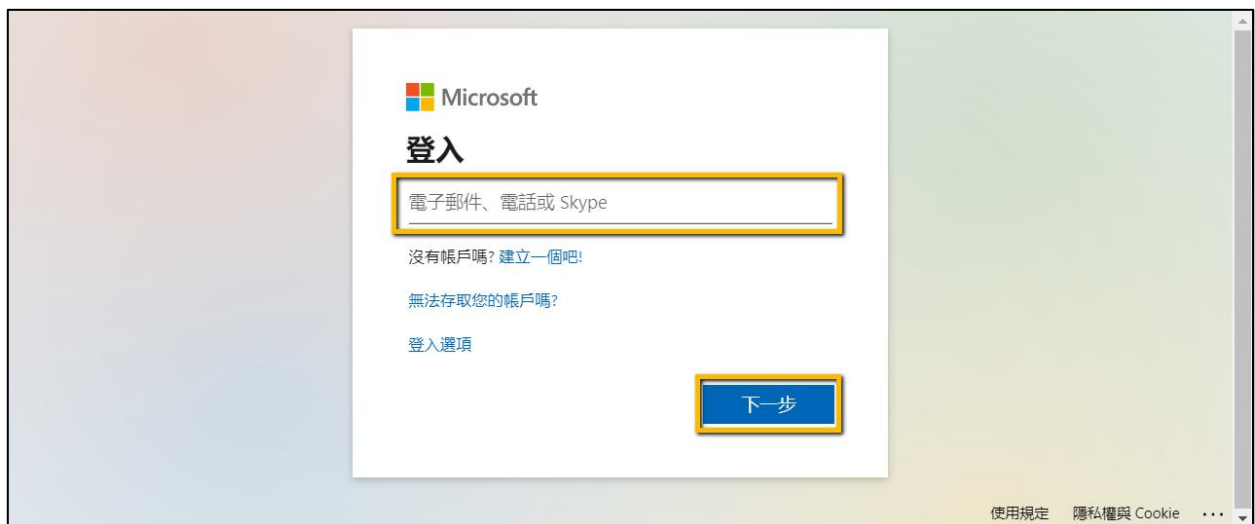 Microsoft
登入
電子郵件、電話或 Skype
沒有帳戶嗎? 建立一個吧!
無法存取您的帳戶嗎?
登入選項
下一步
使用規定 隱私權與 Cookie ...